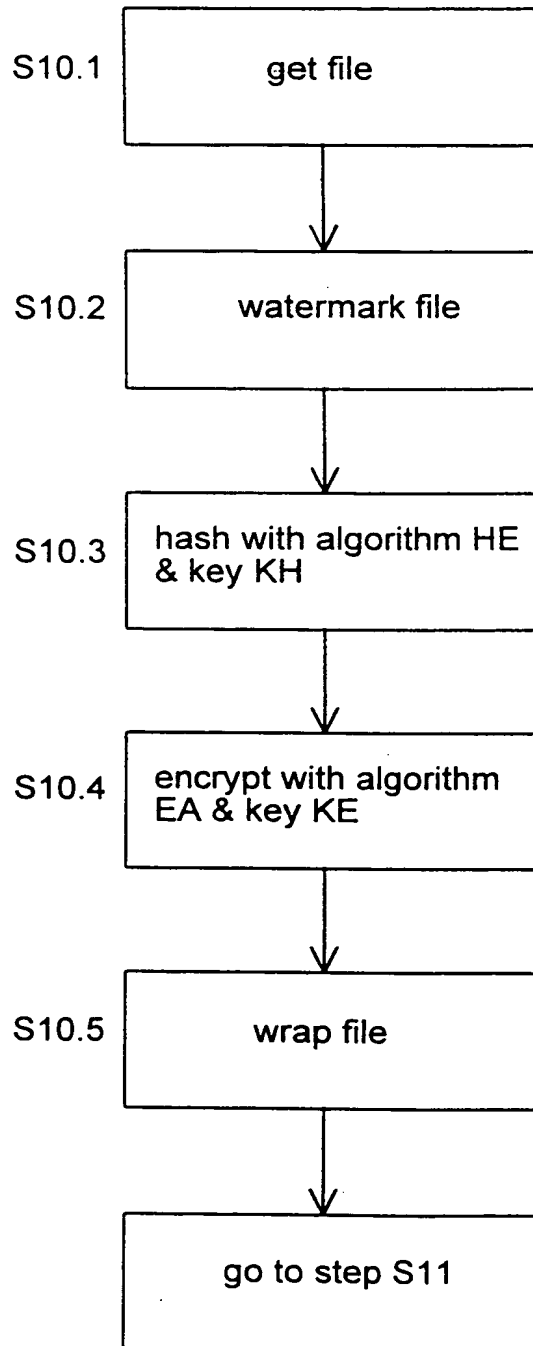 S10.1
get file
S10.2
watermark file
S10.3
hash with algorithm HE
& key KH
S10.4
encrypt with algorithm
EA & key KE
S10.5
wrap file
go to step S11